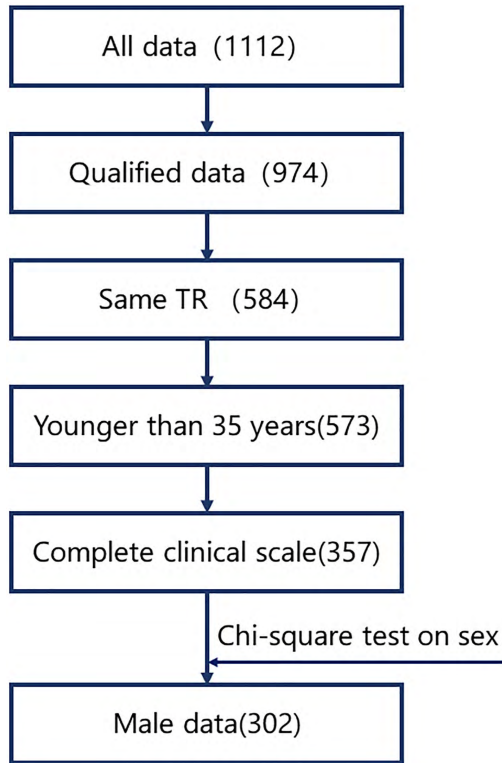 All data（1112）
Qualified data（974）
Same TR （584）
Younger than 35 years(573)
Complete clinical scale(357)
Chi-square test on sex
Male data(302)